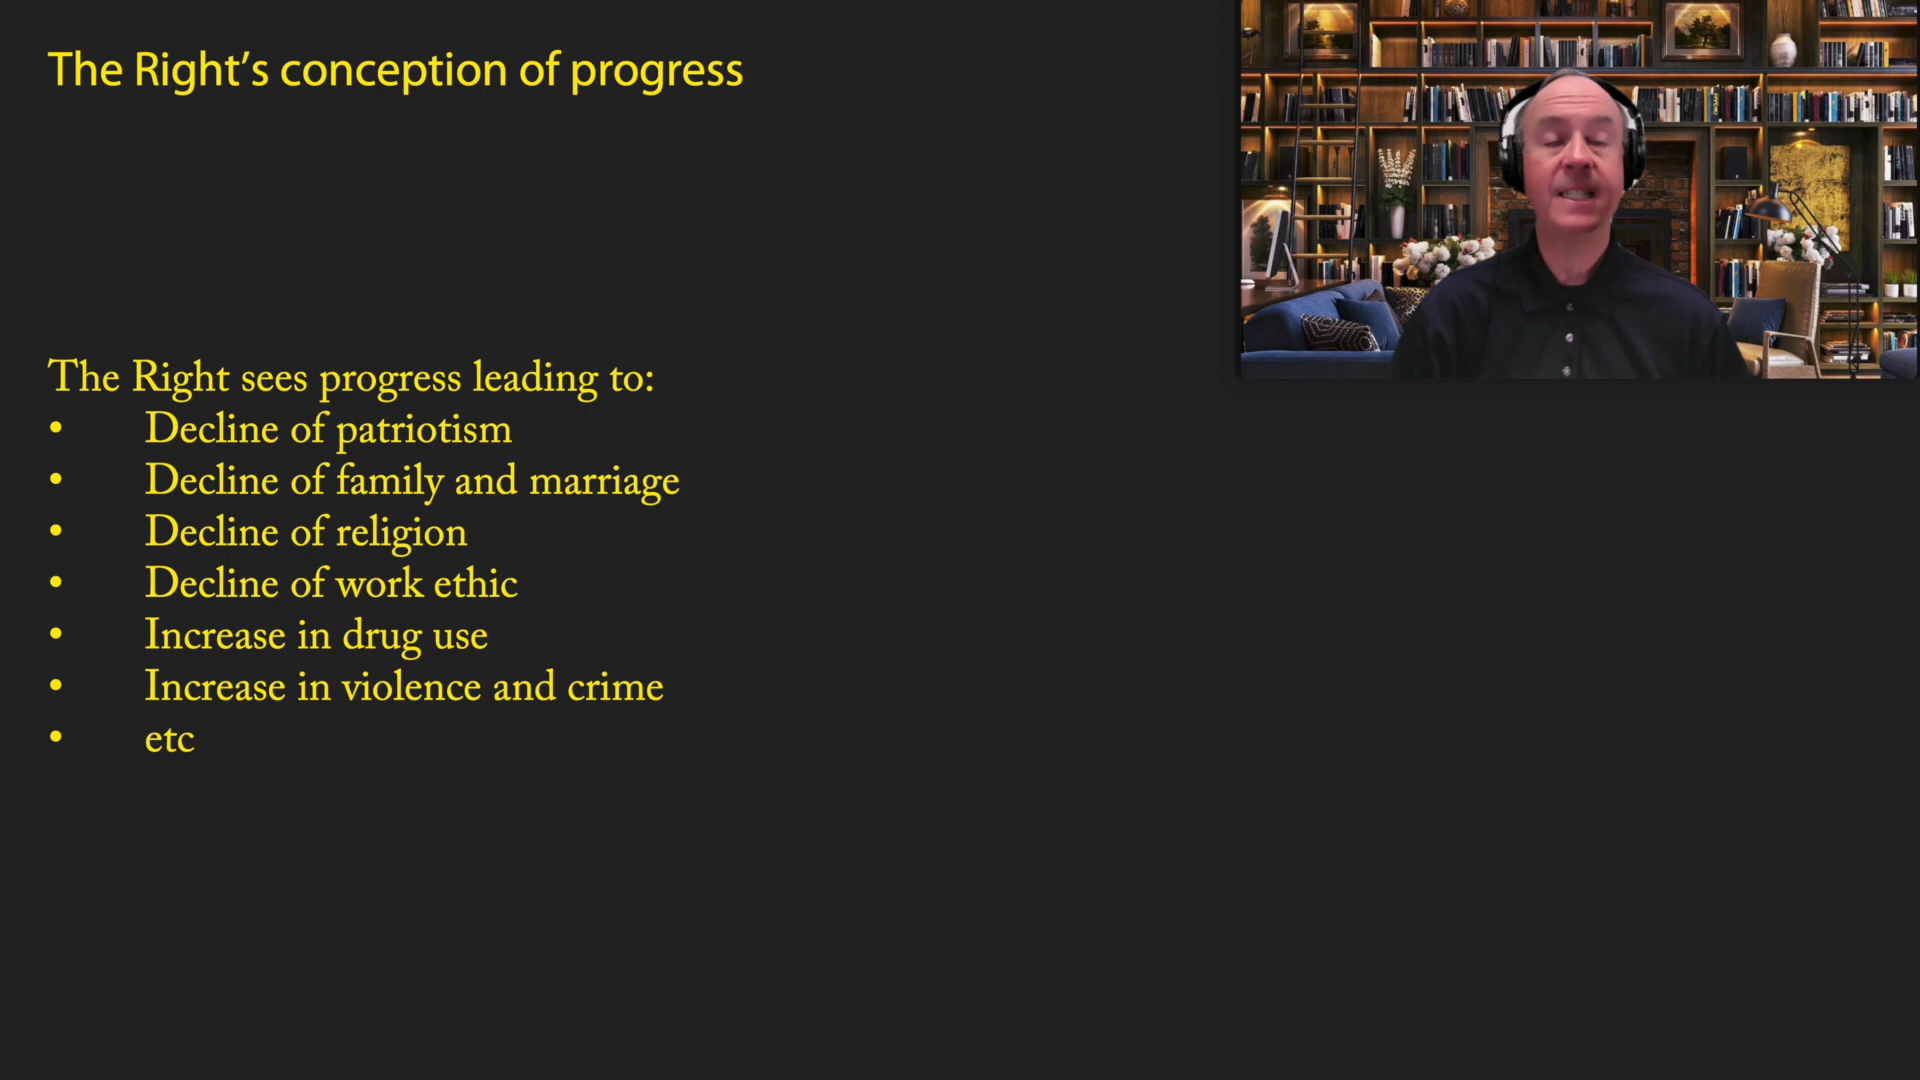 The Right’s conception of progress
The Right sees progress leading to:
• Decline of patriotism
• Decline of family and marriage
• Decline of religion
• Decline of work ethic
• Increase in drug use
• Increase in violence and crime
• etc